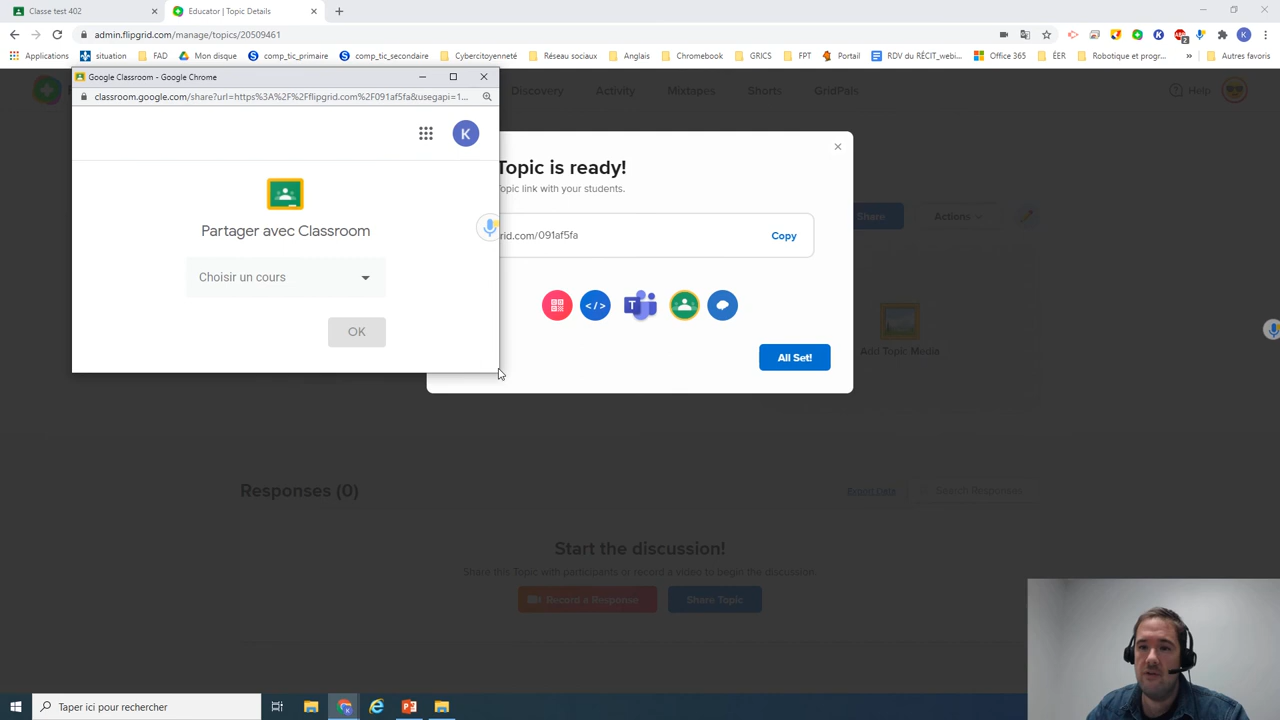 Classe test 402
Educator | Topic Details
admin.flipgrid.com/manage/topics/20509461
Applications
situation
FAD
Mon disque
comp_tic_primaire
comp_tic_secondaire
Cybercitoyenneté
Réseau sociaux
Anglais
Chromebook
GRICS
FPT
Portail
RDV du RÉCIT_webi...
Office 365
ÉER
Robotique et progr...
»
Autres favoris
Google Classroom - Google Chrome
classroom.google.com/share?url=https%3A%2F%2Fflipgrid.com%2F091af5fa&usegapi=1...
Discovery
Activity
Mixtapes
Shorts
GridPals
Help
K
Partager avec Classroom
Choisir un cours
OK
Topic is ready!
opic link with your students.
rid.com/091af5fa
Copy
T
All Set!
Share
Actions
Add Topic Media
Responses (0)
Export Data
Search Responses
Start the discussion!
Share this Topic with participants or record a video to begin the discussion.
Record a Response
Share Topic
Taper ici pour rechercher